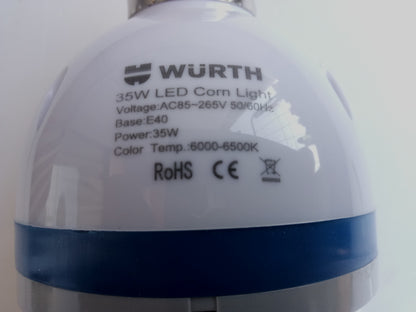 WÜRTH
35W LED Corn Light
Voltage:AC85~265V 50/60Hz
Base:E40
Power:35W
Color Temp.:6000-6500K
RoHS CE